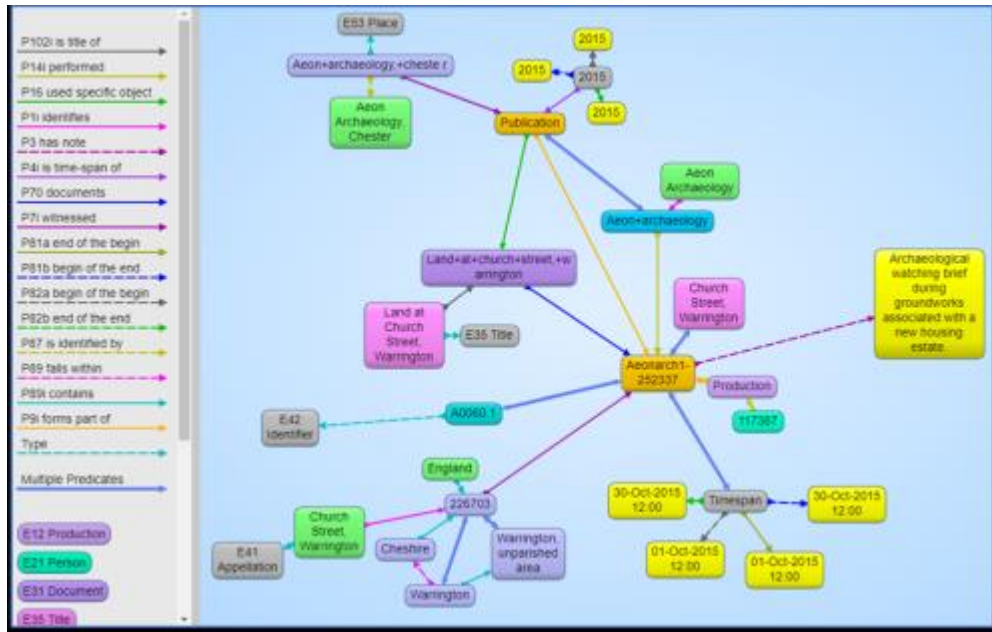 P102i is title of
P14i performed
P16 used specific object
P1i identifies
P3 has note
P4i is time-span of
P70 documents
P7i witnessed
P81a end of the begin
P81b begin of the end
P82a begin of the begin
P82b end of the end
P87 is identified by
P89 falls within
P89i contains
P9i forms part of
Type
Multiple Predicates
E12 Production
E21 Person
E31 Document
E35 Title
E53 Place
Aeon+archaeology,+cheste r
Aeon
Archaeology,
Chester
2015
2015
2015
2015
Publication
Aeon
Archaeology
Aeon+archaeology
Land+at+church+street,+w
arrington
Land at
Church
Street,
Warrington
E35 Title
Church
Street,
Warrington
Archaeological
watching brief
during
groundworks
associated with a
new housing
estate.
Aeonarch1-
252337
Production
117367
A0060.1
E42
Identifier
England
226703
Church
Street,
Warrington
E41
Appellation
Cheshire
Warrington,
unparished
area
Warrington
30-Oct-2015
12:00
Timespan
30-Oct-2015
12:00
01-Oct-2015
12:00
01-Oct-2015
12:00